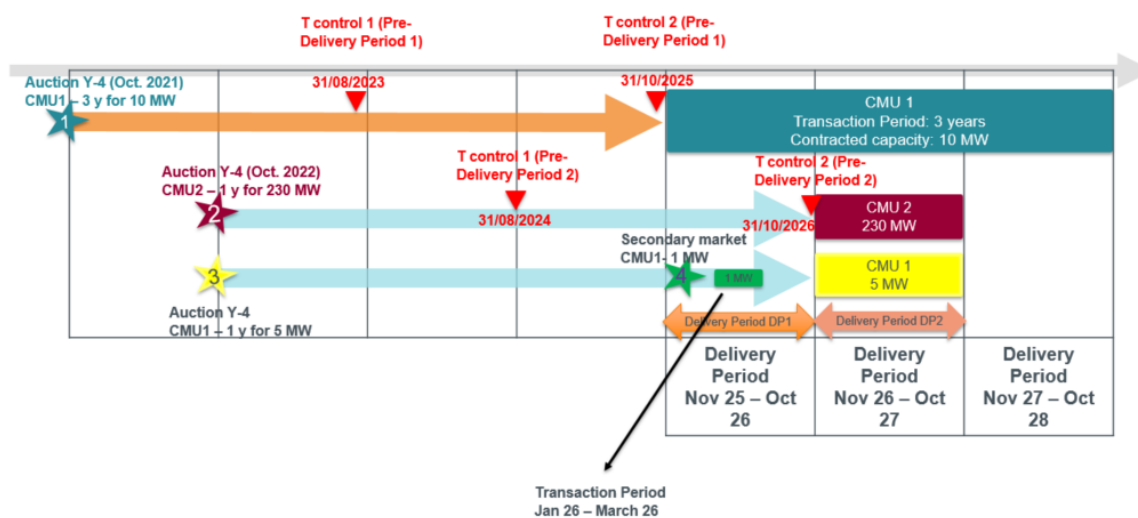 T control 1 (Pre-
Delivery Period 1)
T control 2 (Pre-
Delivery Period 1)
Auction Y-4 (Oct. 2021)
CMU1 – 3 y for 10 MW
31/08/2023
31/10/2025
1
CMU 1
Transaction Period: 3 years
Contracted capacity: 10 MW
T control 1 (Pre-
Delivery Period 2)
T control 2 (Pre-
Delivery Period 2)
Auction Y-4 (Oct. 2022)
CMU2 – 1 y for 230 MW
2
31/08/2024
31/10/2026
CMU 2
230 MW
Secondary market
CMU1- 1 MW
3
4
1 MW
CMU 1
5 MW
Auction Y-4
CMU1 – 1 y for 5 MW
Delivery Period DP1
Delivery Period DP2
Delivery
Period
Nov 25 – Oct
26
Delivery
Period
Nov 26 – Oct
27
Delivery
Period
Nov 27 – Oct
28
Transaction Period
Jan 26 – March 26